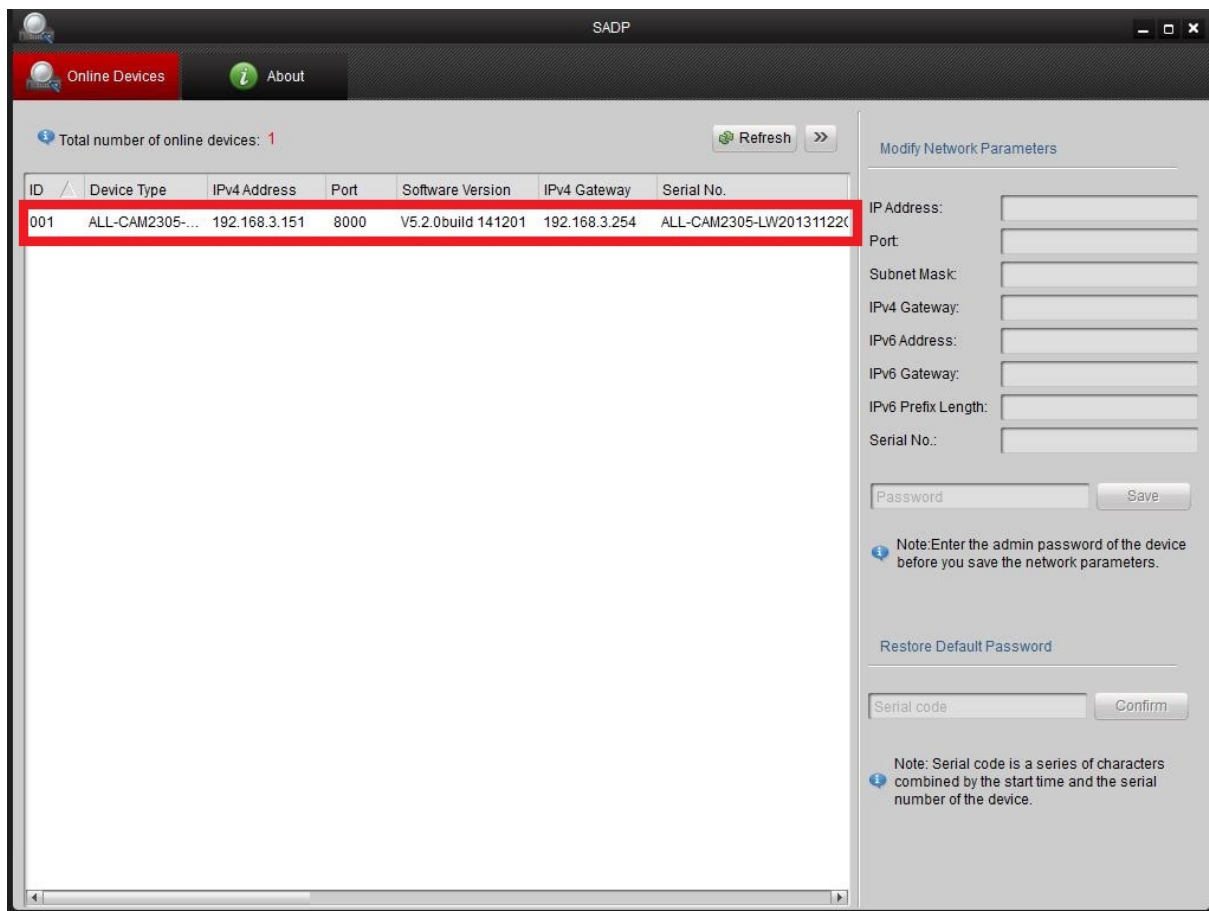 SADP
Online Devices
About
Total number of online devices: 1
Refresh
ID Device Type IPv4 Address Port Software Version IPv4 Gateway Serial No.
001 ALL-CAM2305-... 192.168.3.151 8000 V5.2.0build 141201 192.168.3.254 ALL-CAM2305-LW20131122
Modify Network Parameters
IP Address:
Port:
Subnet Mask:
IPv4 Gateway:
IPv6 Address:
IPv6 Gateway:
IPv6 Prefix Length:
Serial No.:
Password
Save
Note:Enter the admin password of the device
before you save the network parameters.
Restore Default Password
Serial code
Confirm
Note: Serial code is a series of characters
combined by the start time and the serial
number of the device.